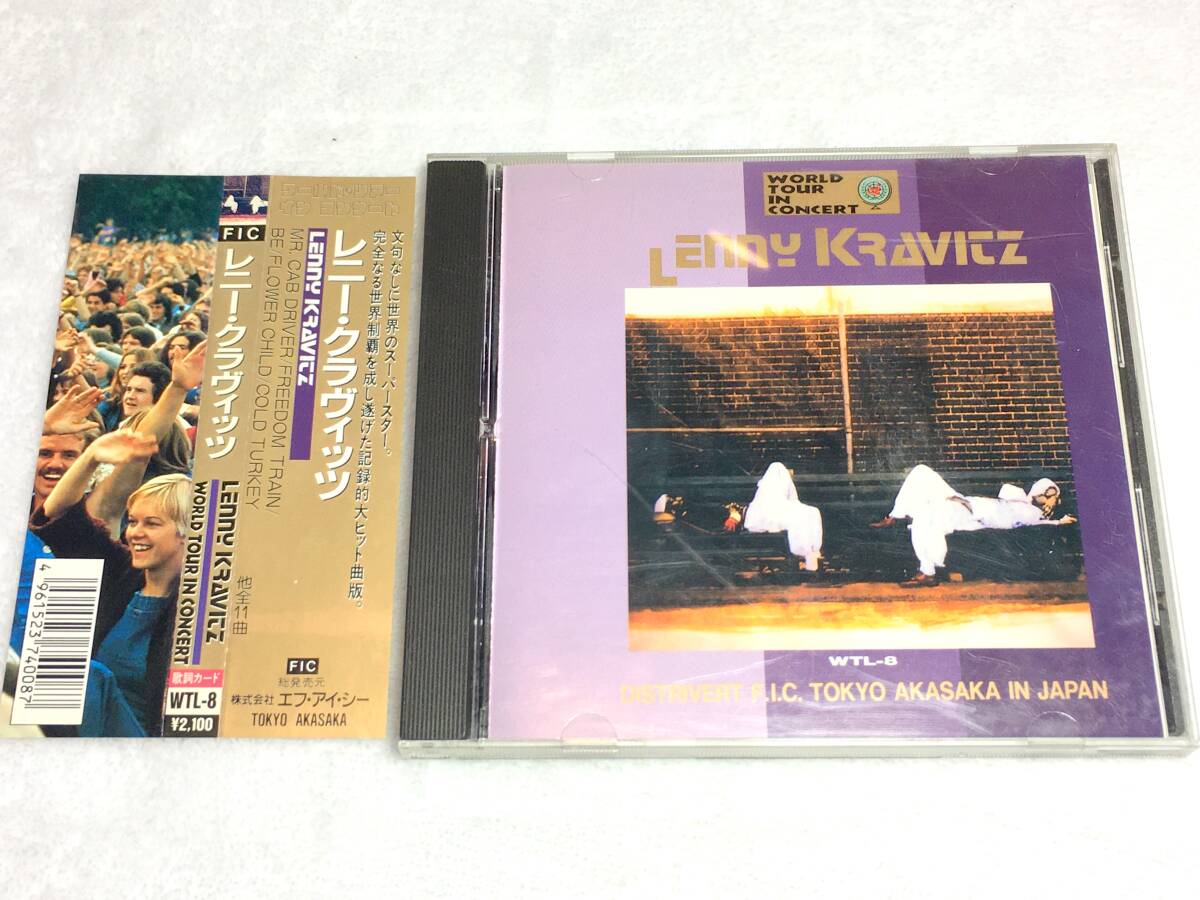 FIC
レニー・クラヴィッツ
LENNY KRAVITZ
WORLD TOUR IN CONCERT
歌詞カード
WTL-8
¥2,100
4 961523 740087
文句なしに世界のスーパースター。
完全なる世界制覇を成し遂げた記録的大ヒット曲版。
レニー・クラヴィッツ
LENNY KRAVITZ
MR. CAB DRIVER/FREEDOM TRAIN/
BE/FLOWER CHILD/COLD TURKEY
他全11曲
FIC
総発売元
株式会社 エフ・アイ・シー
TOKYO AKASAKA
WORLD
TOUR
IN
CONCERT
LENNY KRAVITZ
WTL-8
DISTRIVERT F.I.C. TOKYO AKASAKA IN JAPAN